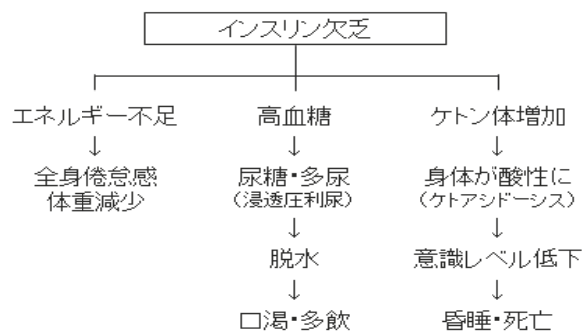 インスリン欠乏
エネルギー不足
高血糖
ケトン体増加
↓
↓
↓
全身倦怠感
体重減少
尿糖・多尿
(浸透圧利尿)
身体が酸性に
(ケトアシドーシス)
↓
↓
脱水
意識レベル低下
↓
↓
口渇・多飲
昏睡・死亡